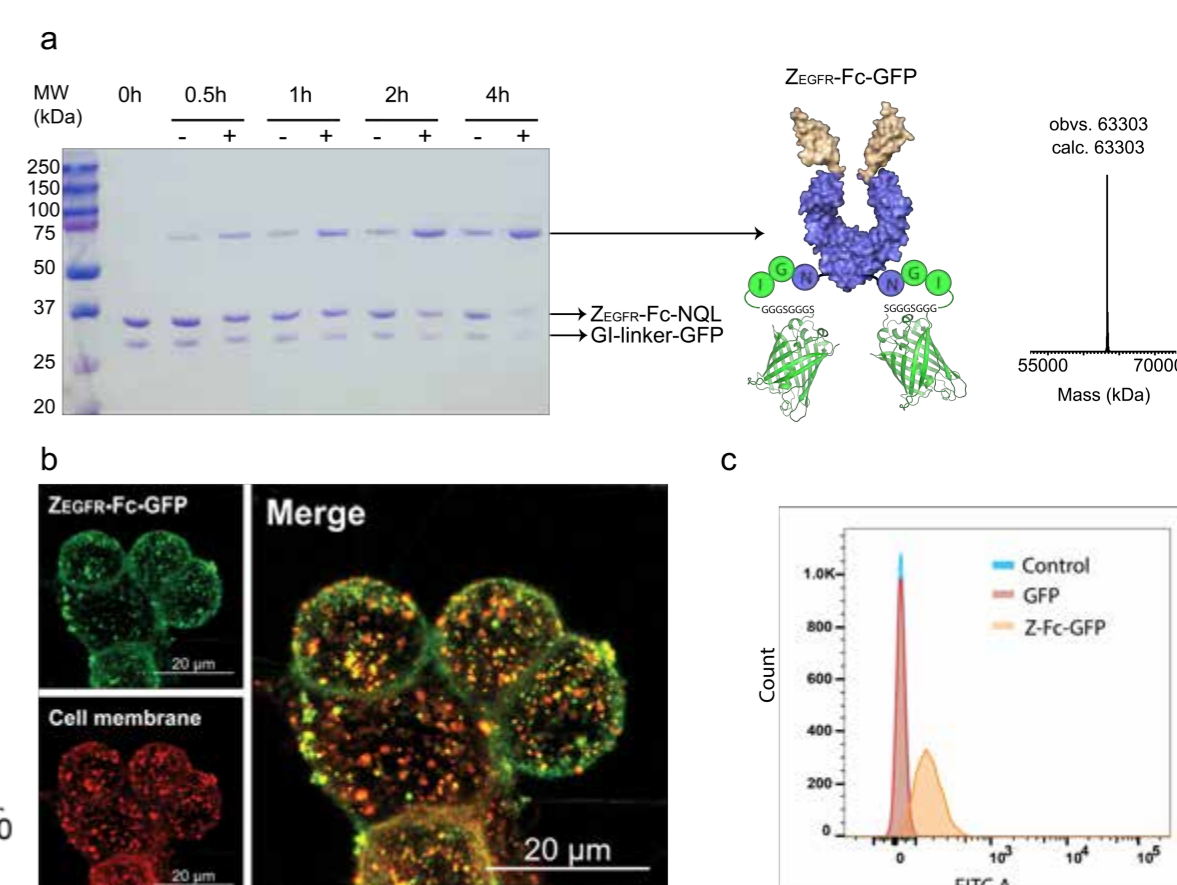 a
MW
(kDa)
0h 0.5h 1h 2h 4h
- + - + - + - +
250
150
100
75
50
37
25
20
ZEGFR-Fc-NQL
GI-linker-GFP
ZEGFR-Fc-GFP
I G N N G I
GGGSGGGS SGGGSGGG
obvs. 63303
calc. 63303
55000 70000
Mass (kDa)
b
ZEGFR-Fc-GFP
20 µm
Cell membrane
20 µm
Merge
20 µm
0
c
Control
GFP
Z-Fc-GFP
Count
1.0K
800
600
400
200
0
0 10³ 10⁴ 10⁵